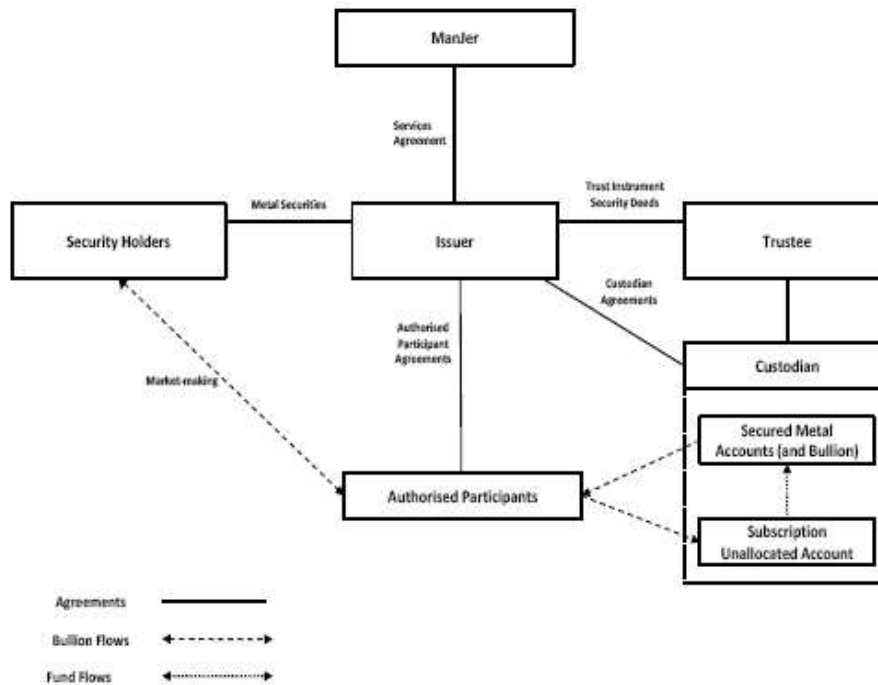 ManJer
Services
Agreement
Metal Securities
Trust Instrument
Security Deeds
Security Holders
Issuer
Trustee
Custodian
Agreements
Authorised
Participant
Agreements
Custodian
Market-making
Secured Metal
Accounts (and Bullion)
Authorised Participants
Subscription
Unallocated Account
Agreements
Bullion Flows
Fund Flows